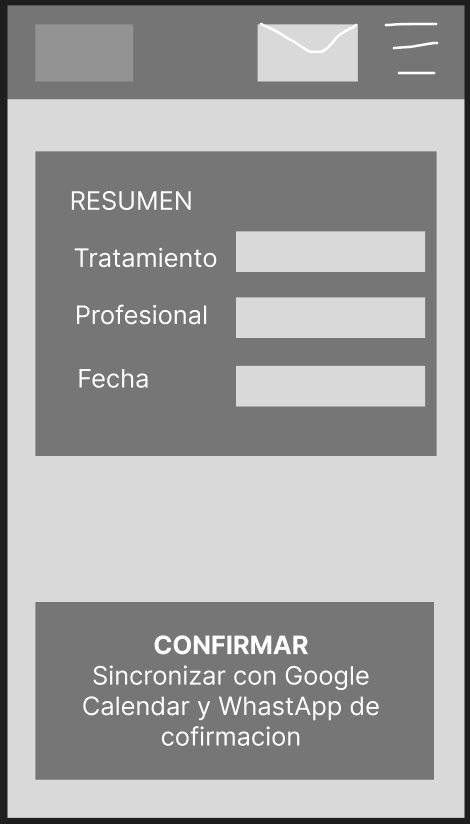 RESUMEN
Tratamiento
Profesional
Fecha
CONFIRMAR
Sincronizar con Google
Calendar y WhastApp de
cofirmacion